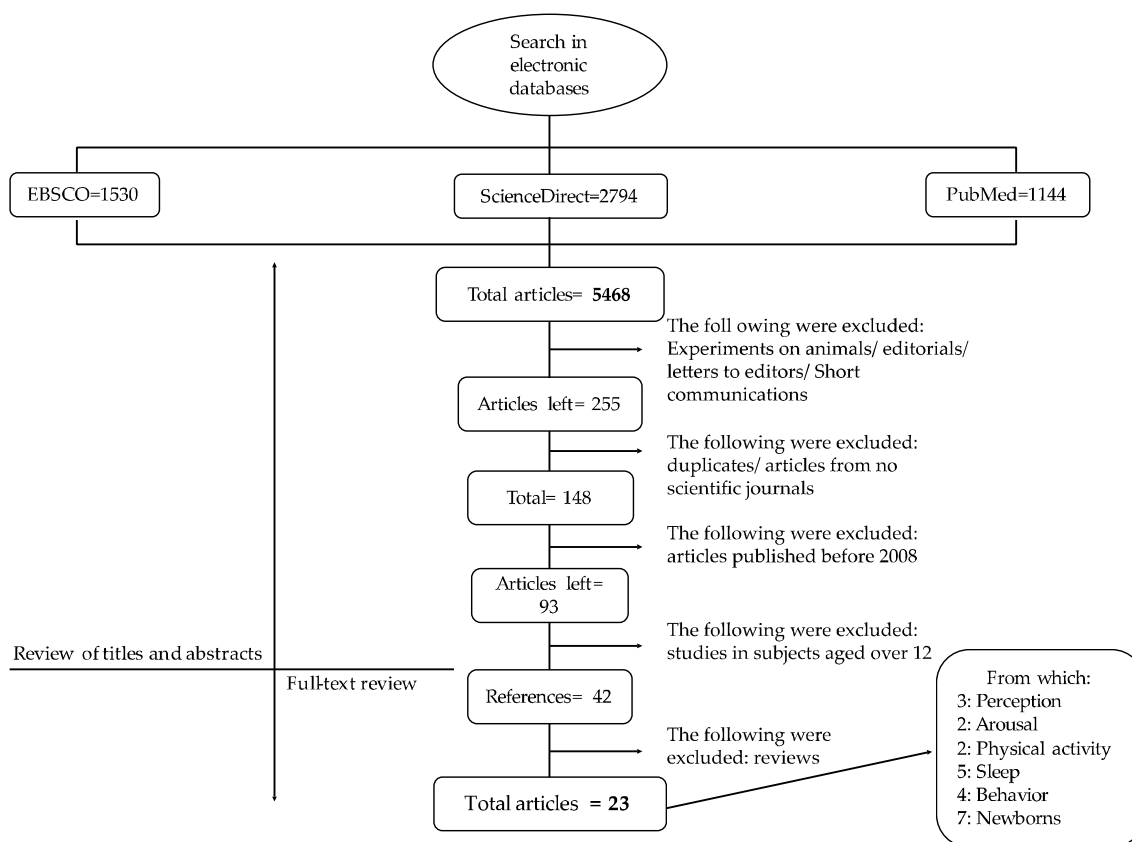 Search in
electronic
databases
EBSCO=1530
ScienceDirect=2794
PubMed=1144
Total articles= 5468
The foll owing were excluded:
Experiments on animals/ editorials/
letters to editors/ Short
communications
Articles left= 255
The following were excluded:
duplicates/ articles from no
scientific journals
Total= 148
The following were excluded:
articles published before 2008
Articles left=
93
The following were excluded:
studies in subjects aged over 12
Review of titles and abstracts
Full-text review
References= 42
The following were
excluded: reviews
Total articles = 23
From which:
3: Perception
2: Arousal
2: Physical activity
5: Sleep
4: Behavior
7: Newborns